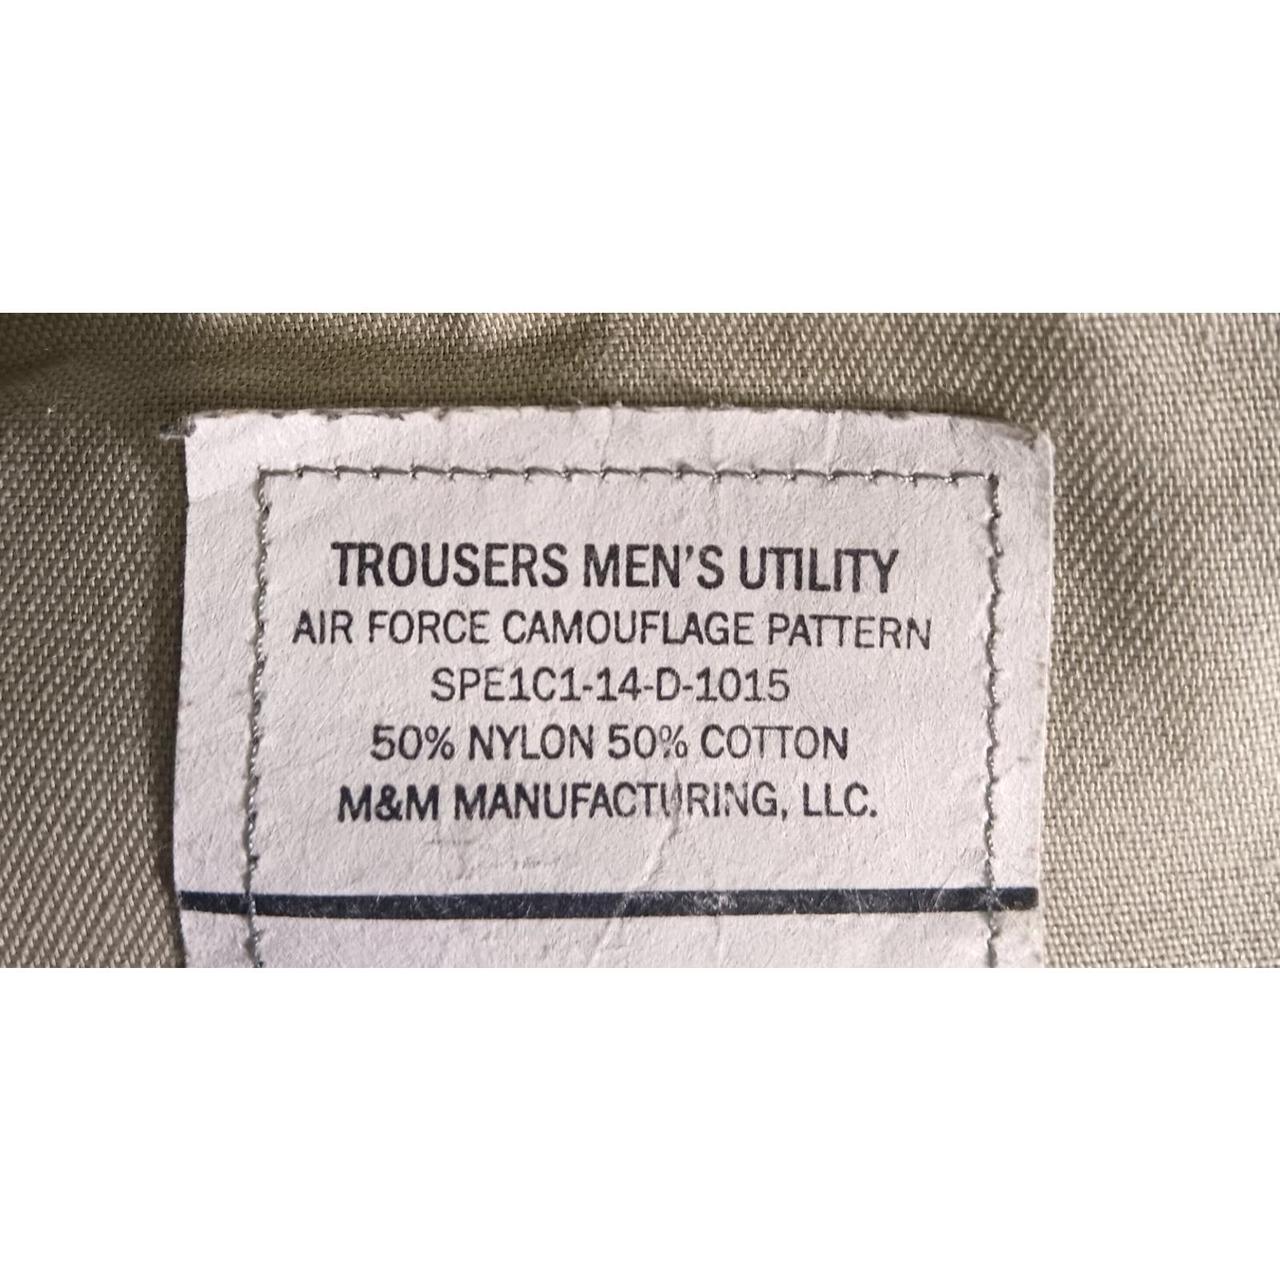 TROUSERS MEN'S UTILITY
AIR FORCE CAMOUFLAGE PATTERN
SPE1C1-14-D-1015
50% NYLON 50% COTTON
M&M MANUFACTURING, LLC.